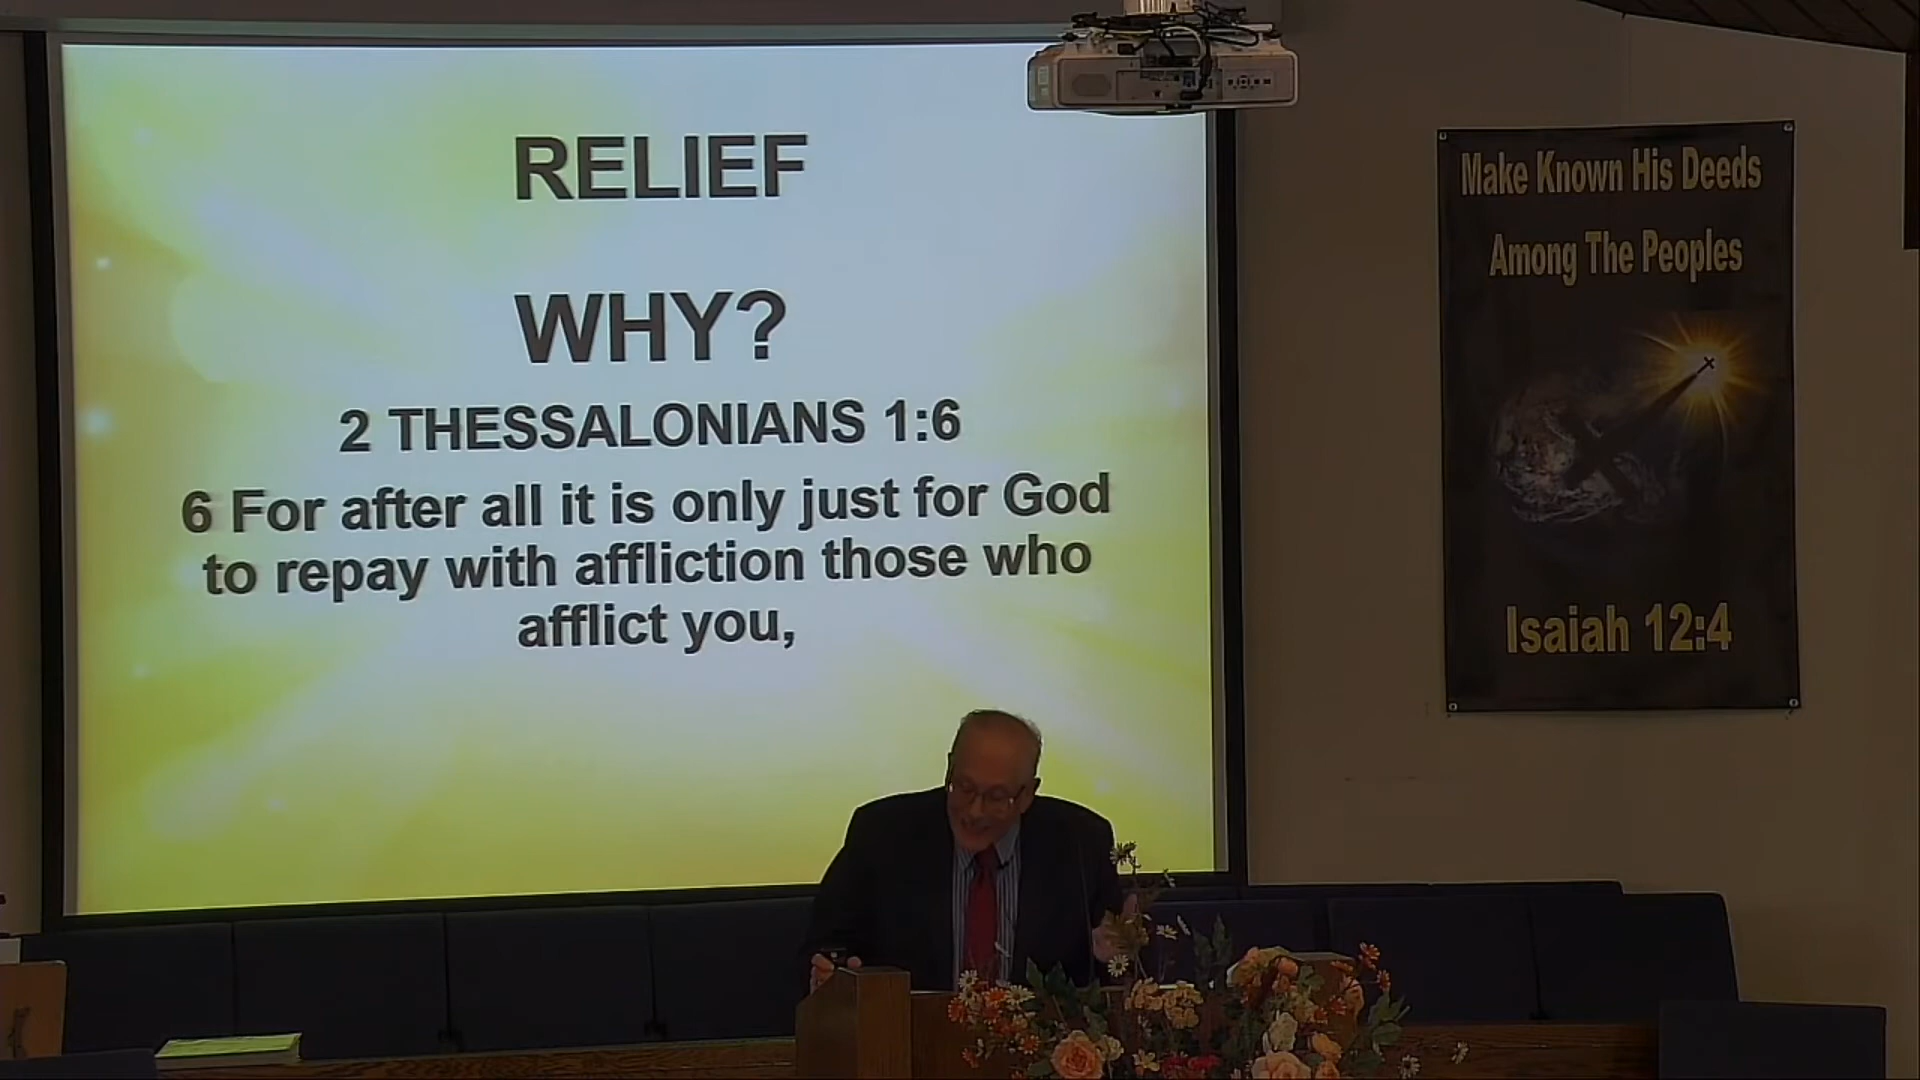 RELIEF
WHY?
2 THESSALONIANS 1:6
6 For after all it is only just for God
to repay with affliction those who
afflict you,
Make Known His Deeds
Among The Peoples
Isaiah 12:4